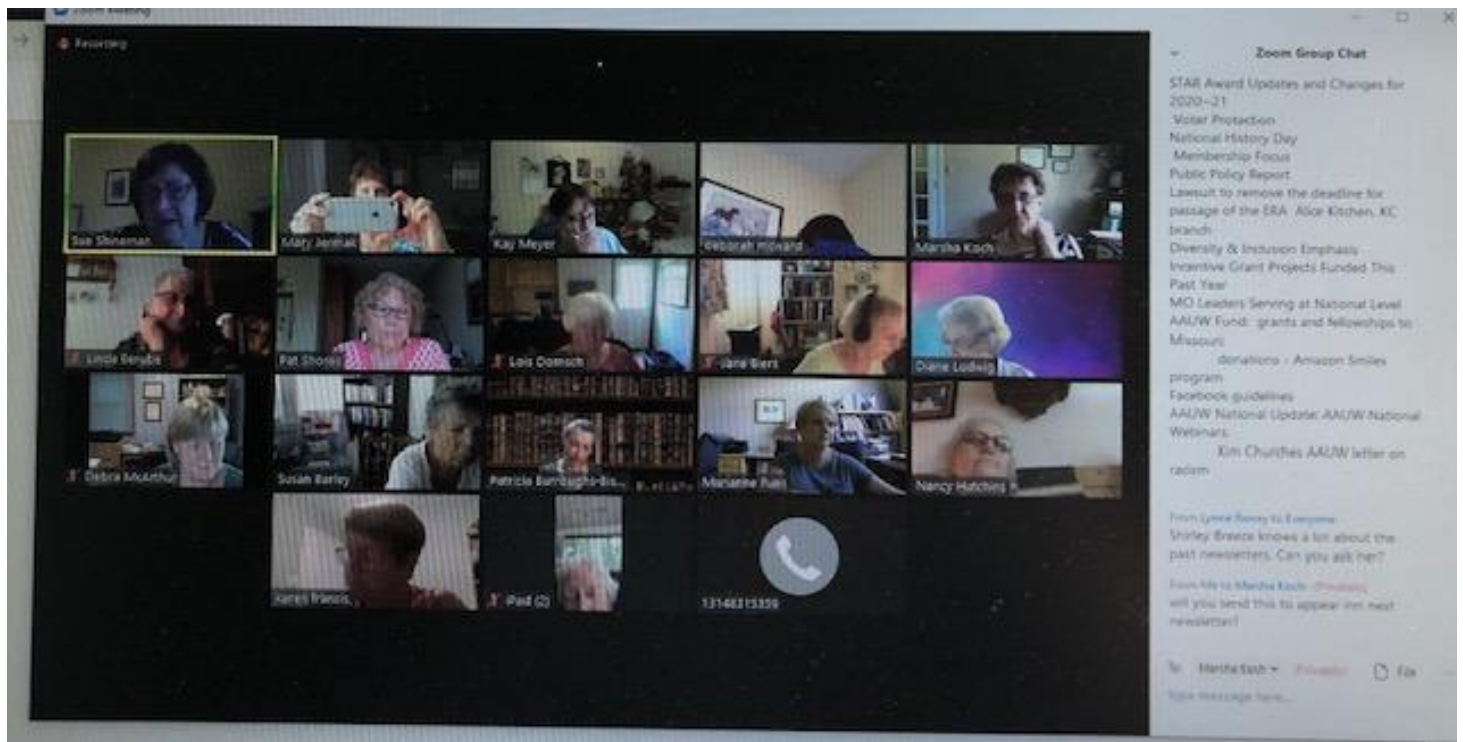 Zoom Meeting
Recording
Sue Shineman
Mary Jermak
Kay Meyer
deborah howard
Marsha Koch
Linda Berube
Pat Shores
Lois Domsch
Jane Biers
Diane Ludwig
Debra McArthur
Susan Barley
Patricia Burroughs-Bis...
Marianne
Nancy Hutchins
karen francis
iPad (2)
13148315359
Zoom Group Chat
STAR Award Updates and Changes for
2020-21
Voter Protection
National History Day
Membership Focus
Public Policy Report
Lawsuit to remove the deadline for
passage of the ERA Alice Kitchen, KC
branch
Diversity & Inclusion Emphasis
Incentive Grant Projects Funded This
Past Year
MO Leaders Serving at National Level
AAUW Fund: grants and fellowships to
Missouri
donations - Amazon Smiles
program
Facebook guidelines
AAUW National Update: AAUW National
Webinars
Kim Churches AAUW letter on
racism
From Lynne to Everyone
Shirley Breeze knows a lot about the
past newsletters. Can you ask her?
From Me to Marsha Koch: (Privately)
will you send this to appear inn next
newsletter?
To: Marsha Koch (Privately) File
Type message here...